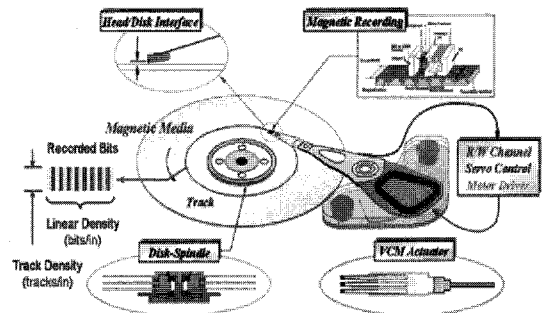 Head/Disk Interface
Magnetic Recording
Magnetic Media
Recorded Bits
Track
R/W Channel
Servo Control
Motor Driver
Linear Density
(bits/in)
Track Density
(tracks/in)
Disk-Spindle
VCM Actuator